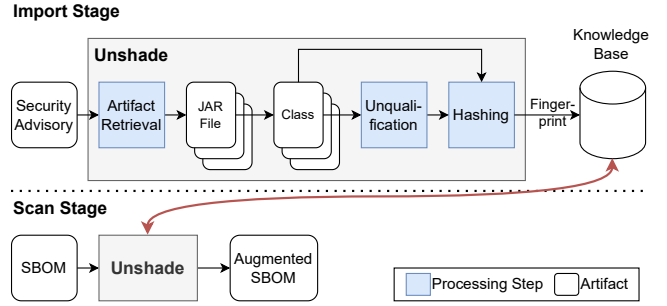 Import Stage
Knowledge
Base
Unshade
Security
Advisory
Artifact
Retrieval
JAR
File
Class
Unquali-
fication
Hashing
Finger-
print
Scan Stage
SBOM
Unshade
Augmented
SBOM
Processing Step
Artifact